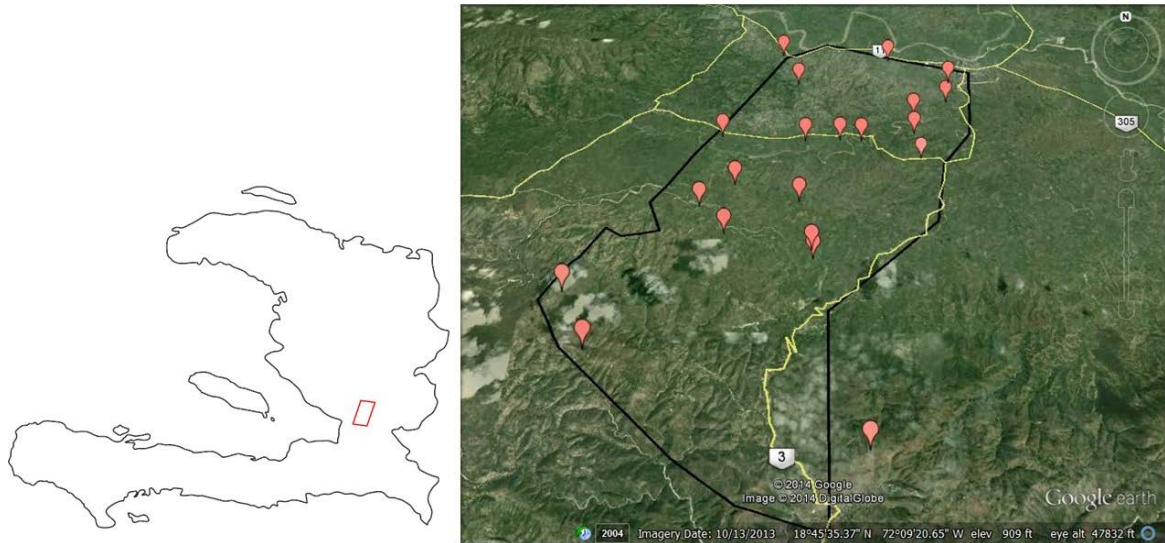 N
1
305
3
© 2014 Google
Image © 2014 DigitalGlobe
Google earth
2004 Imagery Date: 10/13/2013 18°45'35.37" N 72°09'20.65" W elev 909 ft eye alt 47832 ft